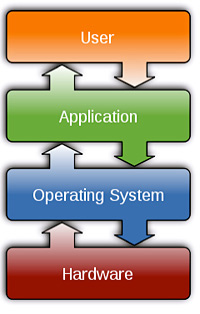 User
Application
Operating System
Hardware